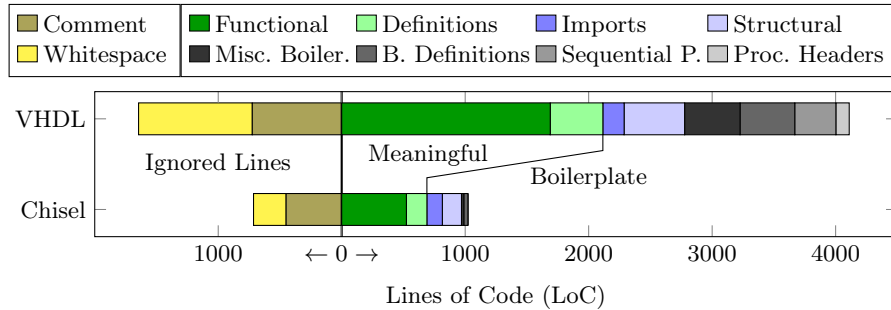 Comment Functional Definitions Imports Structural
Whitespace Misc. Boiler. B. Definitions Sequential P. Proc. Headers
VHDL
Ignored Lines Meaningful
Boilerplate
Chisel
1000 ← 0 → 1000 2000 3000 4000
Lines of Code (LoC)